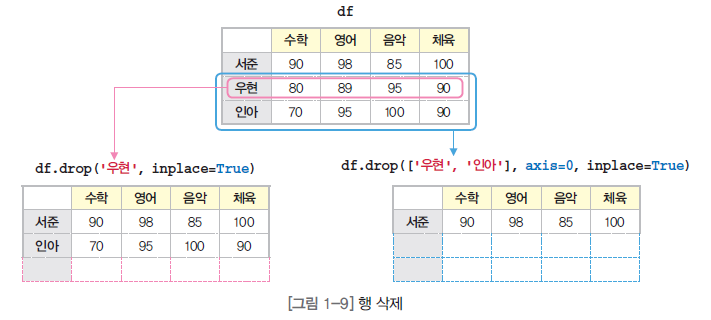 df
수학 영어 음악 체육
서준 90 98 85 100
우현 80 89 95 90
인아 70 95 100 90
df.drop('우현', inplace=True)
수학 영어 음악 체육
서준 90 98 85 100
인아 70 95 100 90
df.drop(['우현', '인아'], axis=0, inplace=True)
수학 영어 음악 체육
서준 90 98 85 100
[그림 1-9] 행 삭제